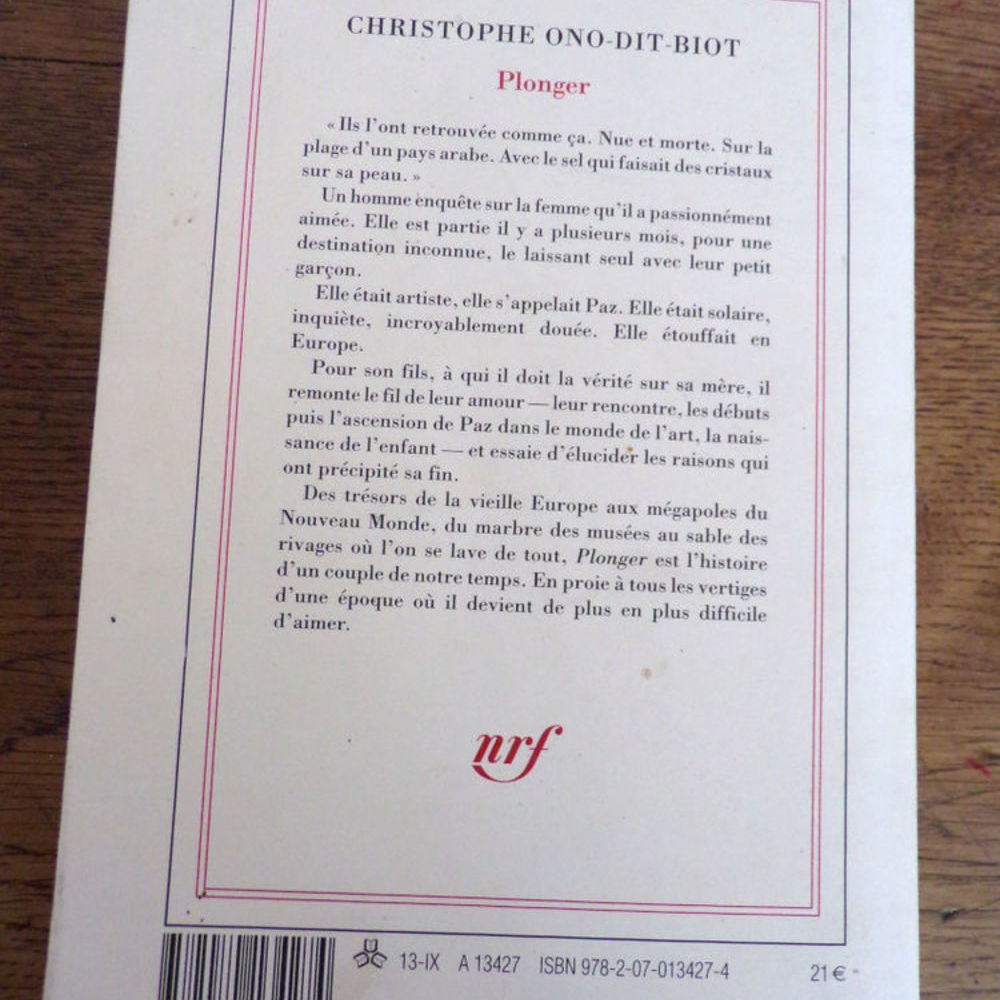 CHRISTOPHE ONO-DIT-BIOT
Plonger
« Ils l'ont retrouvée comme ça. Nue et morte. Sur la
plage d'un pays arabe. Avec le sel qui faisait des cristaux
sur sa peau. »
Un homme enquête sur la femme qu'il a passionnément
aimée. Elle est partie il y a plusieurs mois, pour une
destination inconnue, le laissant seul avec leur petit
garçon.
Elle était artiste, elle s'appelait Paz. Elle était solaire,
inquiète, incroyablement douée. Elle étouffait en
Europe.
Pour son fils, à qui il doit la vérité sur sa mère, il
remonte le fil de leur amour — leur rencontre, les débuts
puis l'ascension de Paz dans le monde de l'art, la nais-
sance de l'enfant — et essaie d'élucider les raisons qui
ont précipité sa fin.
Des trésors de la vieille Europe aux mégapoles du
Nouveau Monde, du marbre des musées au sable des
rivages où l'on se lave de tout, Plonger est l'histoire
d'un couple de notre temps. En proie à tous les vertiges
d'une époque où il devient de plus en plus difficile
d'aimer.
nrf
13-IX A 13427 ISBN 978-2-07-013427-4 21 €